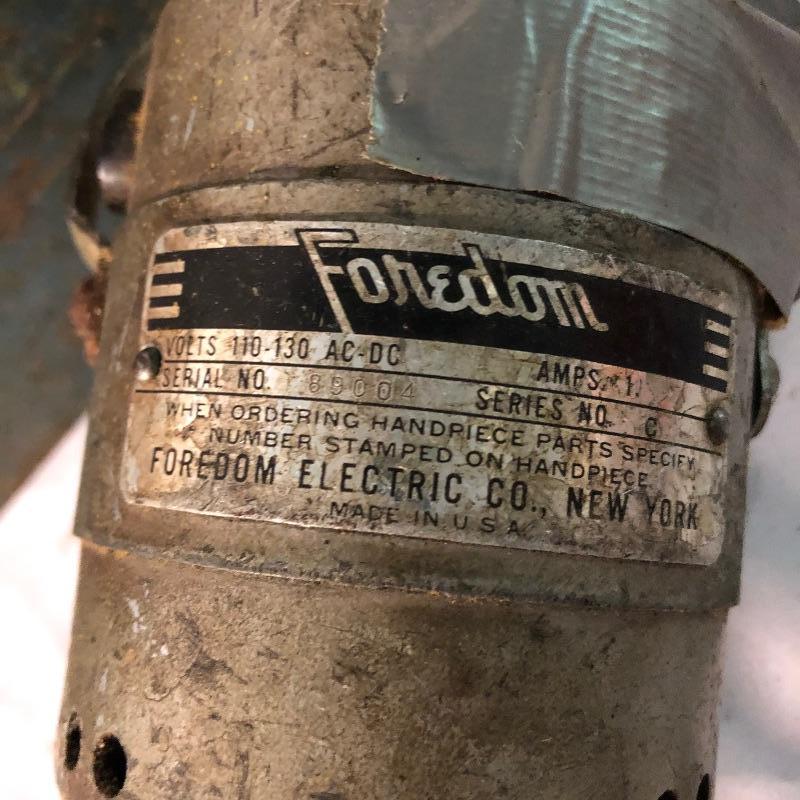 Foredom
VOLTS 110-130 AC-DC AMPS. 1.
SERIAL NO. 89004 SERIES NO. C
WHEN ORDERING HANDPIECE PARTS SPECIFY
NUMBER STAMPED ON HANDPIECE
FOREDOM ELECTRIC CO., NEW YORK
MADE IN U.S.A.